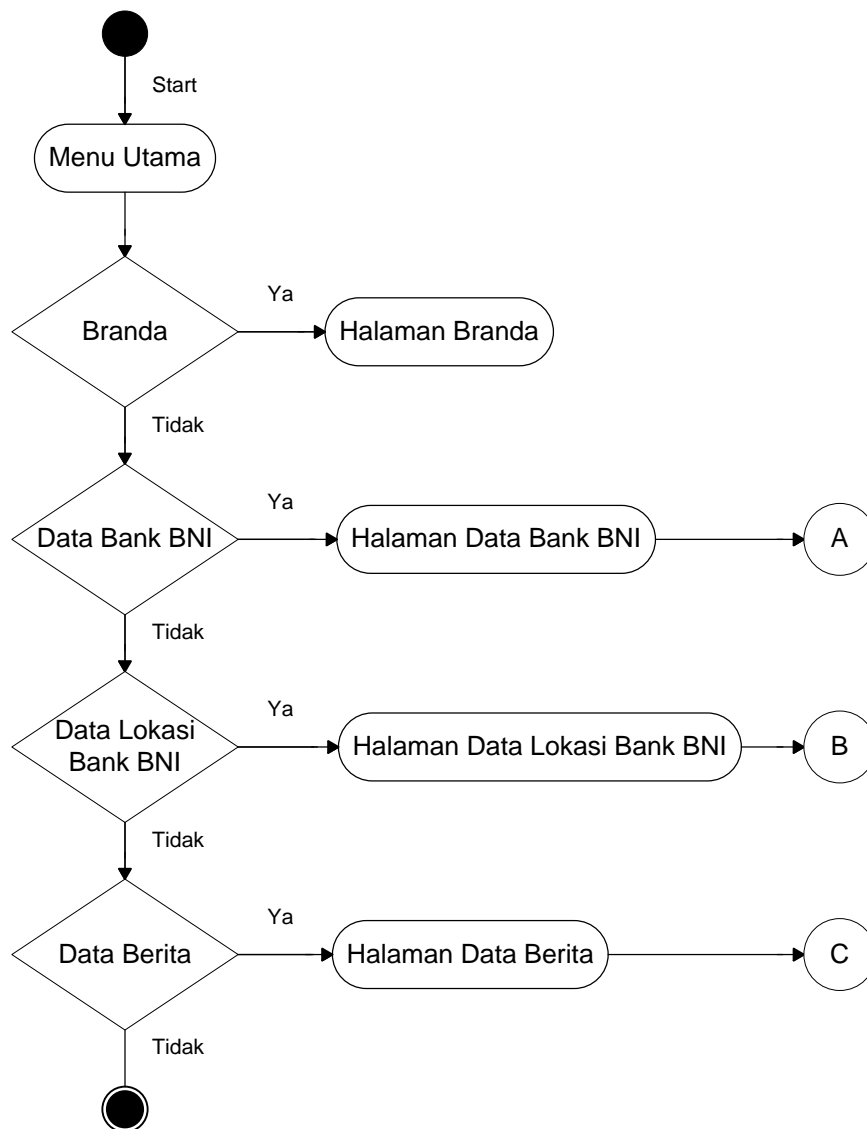 Start
Menu Utama
Ya
Branda
Halaman Branda
Tidak
Ya
Data Bank BNI
Halaman Data Bank BNI
A
Tidak
Ya
Data Lokasi
Bank BNI
Halaman Data Lokasi Bank BNI
B
Tidak
Ya
Data Berita
Halaman Data Berita
C
Tidak